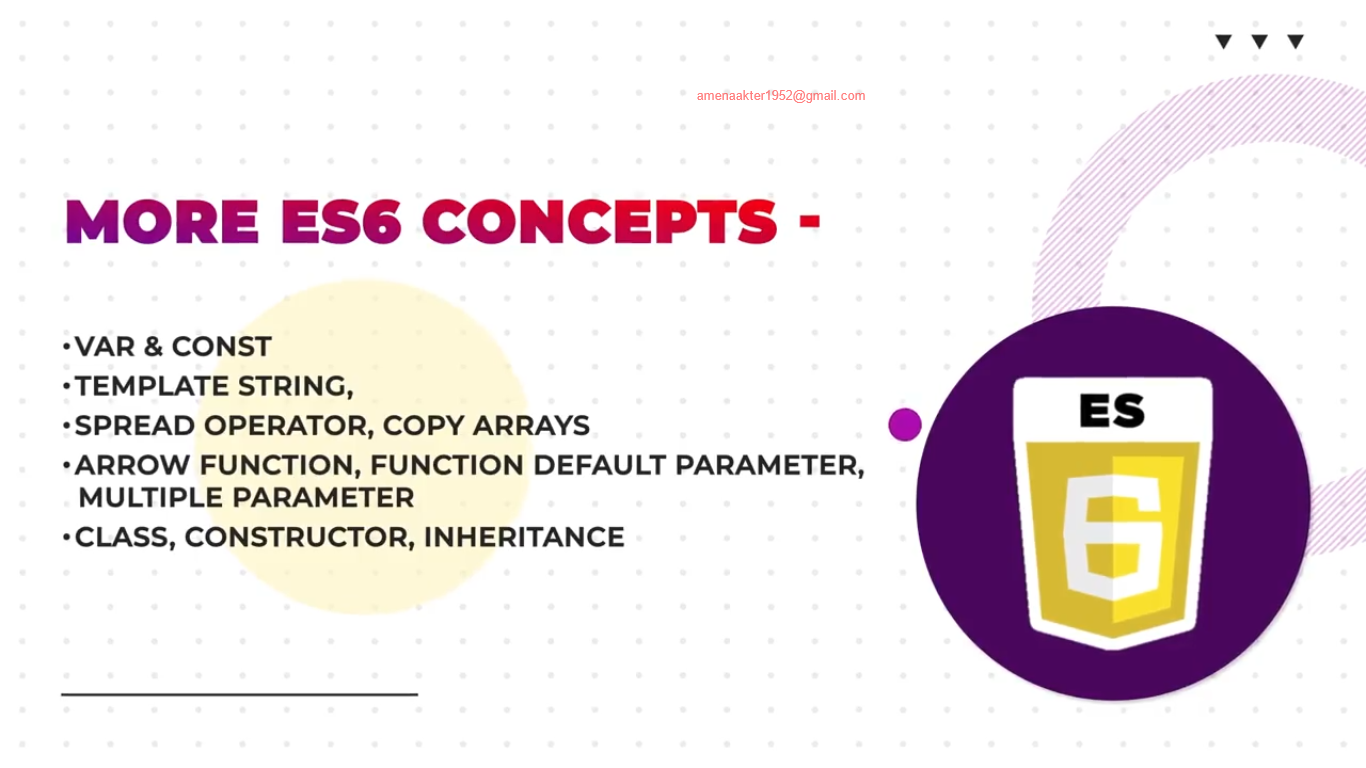 amenaakter1952@gmail.com
MORE ES6 CONCEPTS -
•VAR & CONST
•TEMPLATE STRING,
•SPREAD OPERATOR, COPY ARRAYS
•ARROW FUNCTION, FUNCTION DEFAULT PARAMETER,
MULTIPLE PARAMETER
•CLASS, CONSTRUCTOR, INHERITANCE
ES
6